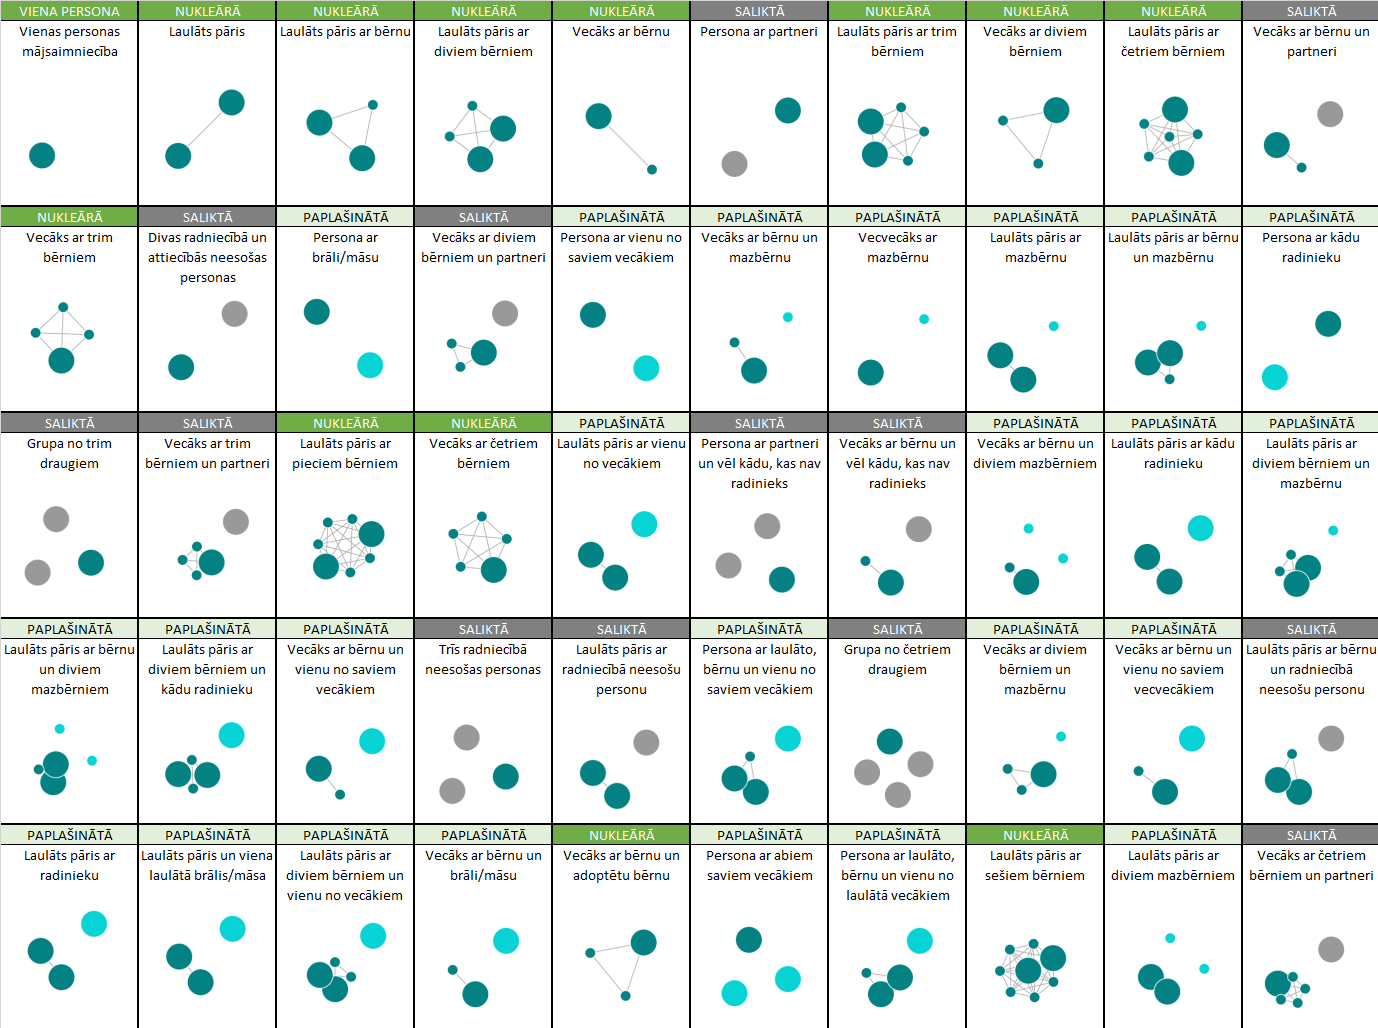 VIENA PERSONA
Vienas personas
mājsaimniecība
NUKLEĀRĀ
Laulāts pāris
NUKLEĀRĀ
Laulāts pāris ar bērnu
NUKLEĀRĀ
Laulāts pāris ar
diviem bērniem
NUKLEĀRĀ
Vecāks ar bērnu
SALIKTĀ
Persona ar partneri
NUKLEĀRĀ
Laulāts pāris ar trim
bērniem
NUKLEĀRĀ
Vecāks ar diviem
bērniem
NUKLEĀRĀ
Laulāts pāris ar
četriem bērniem
SALIKTĀ
Vecāks ar bērnu un
partneri
NUKLEĀRĀ
Vecāks ar trim
bērniem
SALIKTĀ
Divas radniecībā un
attiecībās neesošas
personas
PAPLAŠINĀTĀ
Persona ar
brāli/māsu
SALIKTĀ
Vecāks ar diviem
bērniem un partneri
PAPLAŠINĀTĀ
Persona ar vienu no
saviem vecākiem
PAPLAŠINĀTĀ
Vecāks ar bērnu un
mazbērnu
PAPLAŠINĀTĀ
Vecvecāks ar
mazbērnu
PAPLAŠINĀTĀ
Laulāts pāris ar
mazbērnu
PAPLAŠINĀTĀ
Laulāts pāris ar bērnu
un mazbērnu
PAPLAŠINĀTĀ
Persona ar kādu
radinieku
SALIKTĀ
Grupa no trim
draugiem
SALIKTĀ
Vecāks ar trim
bērniem un partneri
NUKLEĀRĀ
Laulāts pāris ar
pieciem bērniem
NUKLEĀRĀ
Vecāks ar četriem
bērniem
PAPLAŠINĀTĀ
Laulāts pāris ar vienu
no vecākiem
SALIKTĀ
Persona ar partneri
un vēl kādu, kas nav
radinieks
SALIKTĀ
Vecāks ar bērnu un
vēl kādu, kas nav
radinieks
PAPLAŠINĀTĀ
Vecāks ar bērnu un
diviem mazbērniem
PAPLAŠINĀTĀ
Laulāts pāris ar kādu
radinieku
PAPLAŠINĀTĀ
Laulāts pāris ar
diviem bērniem un
mazbērnu
PAPLAŠINĀTĀ
Laulāts pāris ar bērnu
un diviem
mazbērniem
PAPLAŠINĀTĀ
Laulāts pāris ar
diviem bērniem un
kādu radinieku
PAPLAŠINĀTĀ
Vecāks ar bērnu un
vienu no saviem
vecākiem
SALIKTĀ
Trīs radniecībā
neesošas personas
SALIKTĀ
Laulāts pāris ar
radniecībā neesošu
personu
PAPLAŠINĀTĀ
Persona ar laulāto,
bērnu un vienu no
saviem vecākiem
SALIKTĀ
Grupa no četriem
draugiem
PAPLAŠINĀTĀ
Vecāks ar diviem
bērniem un
mazbērnu
PAPLAŠINĀTĀ
Vecāks ar bērnu un
vienu no saviem
vecvecākiem
SALIKTĀ
Laulāts pāris ar bērnu
un radniecībā
neesošu personu
PAPLAŠINĀTĀ
Laulāts pāris ar
radinieku
PAPLAŠINĀTĀ
Laulāts pāris un viena
laulātā brālis/māsa
PAPLAŠINĀTĀ
Laulāts pāris ar
diviem bērniem un
vienu no vecākiem
PAPLAŠINĀTĀ
Vecāks ar bērnu un
brāli/māsu
NUKLEĀRĀ
Vecāks ar bērnu un
adoptētu bērnu
PAPLAŠINĀTĀ
Persona ar abiem
saviem vecākiem
PAPLAŠINĀTĀ
Persona ar laulāto,
bērnu un vienu no
laulātā vecākiem
NUKLEĀRĀ
Laulāts pāris ar
sešiem bērniem
PAPLAŠINĀTĀ
Laulāts pāris ar
diviem mazbērniem
SALIKTĀ
Vecāks ar četriem
bērniem un partneri